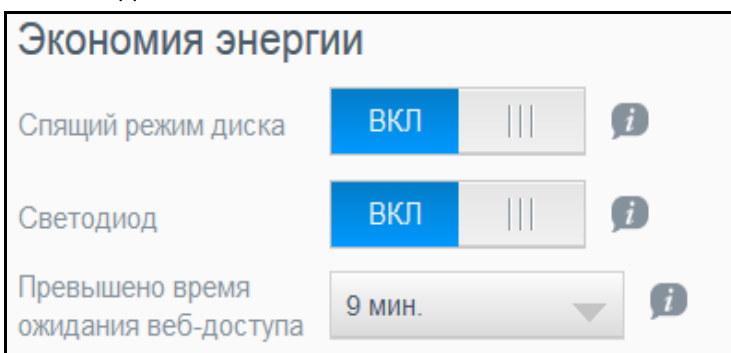 Экономия энергии
Спящий режим диска
ВКЛ
Светодиод
ВКЛ
Превышено время
ожидания веб-доступа
9 мин.